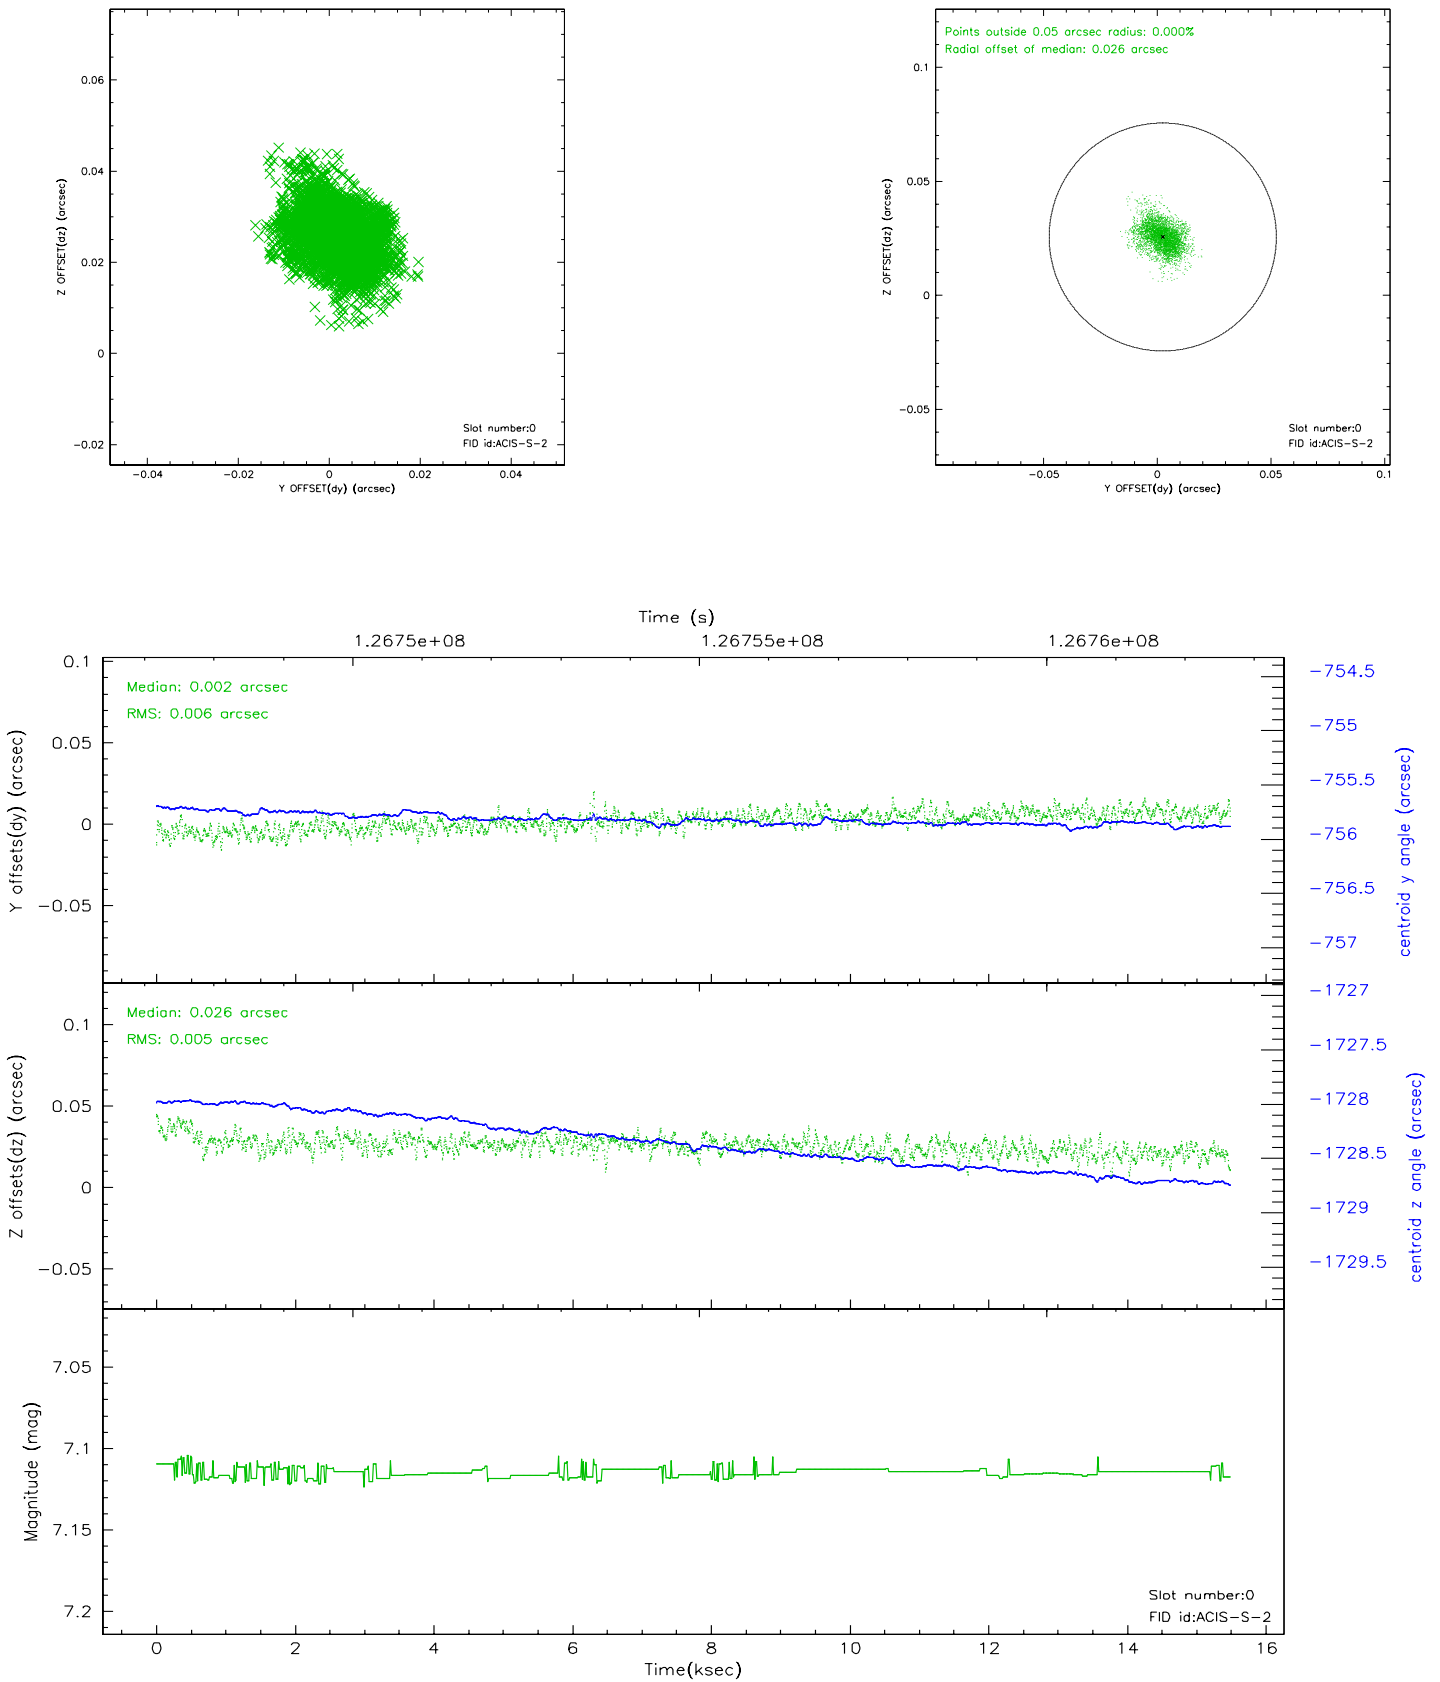 0.06
0.04
0.02
0
-0.02
Z OFFSET(dz) (arcsec)
Slot number:0
FID id:ACIS-S-2
-0.04 -0.02 0 0.02 0.04
Y OFFSET(dy) (arcsec)
Points outside 0.05 arcsec radius: 0.000%
Radial offset of median: 0.026 arcsec
0.1
0.05
0
-0.05
Z OFFSET(dz) (arcsec)
Slot number:0
FID id:ACIS-S-2
-0.05 0 0.05 0.1
Y OFFSET(dy) (arcsec)
Time (s)
1.2675e+08 1.26755e+08 1.2676e+08
0.1
0.05
0
-0.05
Y offsets(dy) (arcsec)
Median: 0.002 arcsec
RMS: 0.006 arcsec
-754.5
-755
-755.5
-756
-756.5
-757
centroid y angle (arcsec)
0.1
0.05
0
-0.05
Z offsets(dz) (arcsec)
Median: 0.026 arcsec
RMS: 0.005 arcsec
-1727
-1727.5
-1728
-1728.5
-1729
-1729.5
centroid z angle (arcsec)
7.05
7.1
7.15
7.2
Magnitude (mag)
Slot number:0
FID id:ACIS-S-2
0 2 4 6 8 10 12 14 16
Time(ksec)